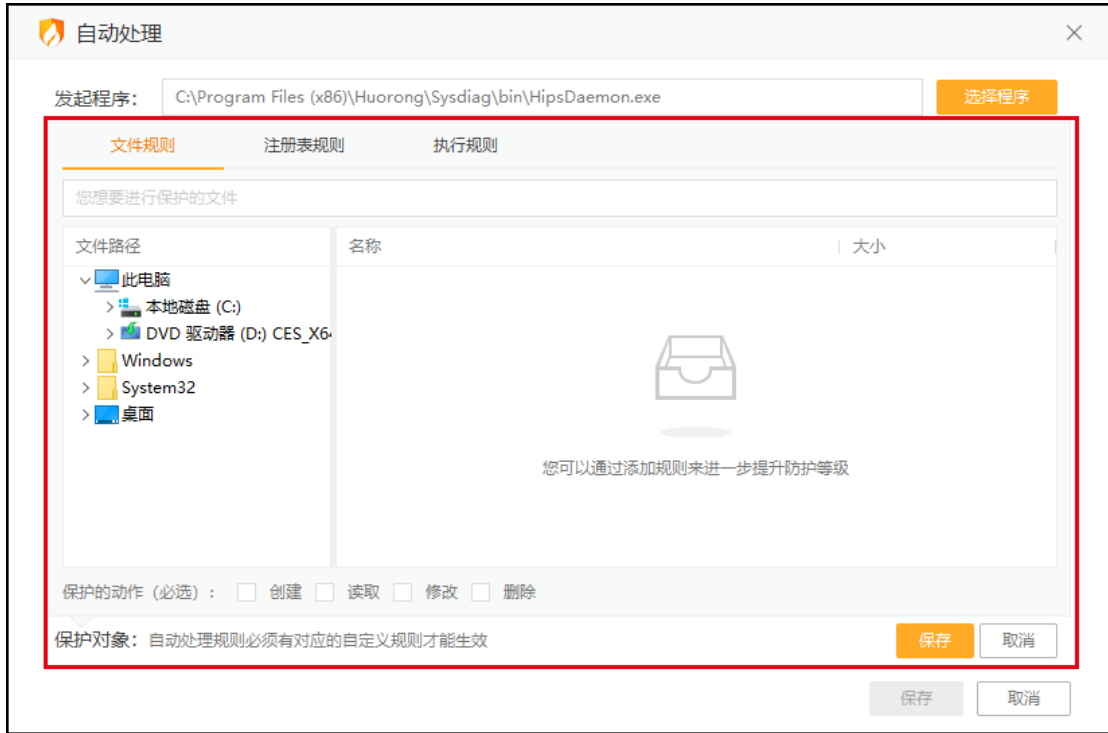 自动处理
发起程序： C:\Program Files (x86)\Huorong\Sysdiag\bin\HipsDaemon.exe 选择程序
文件规则 注册表规则 执行规则
您想要进行保护的文件
文件路径 名称 大小
此电脑
本地磁盘 (C:)
DVD 驱动器 (D:) CES_X6
Windows
System32
桌面
您可以通过添加规则来进一步提升防护等级
保护的动作 (必选) : 创建 读取 修改 删除
保护对象： 自动处理规则必须有对应的自定义规则才能生效 保存 取消
保存 取消